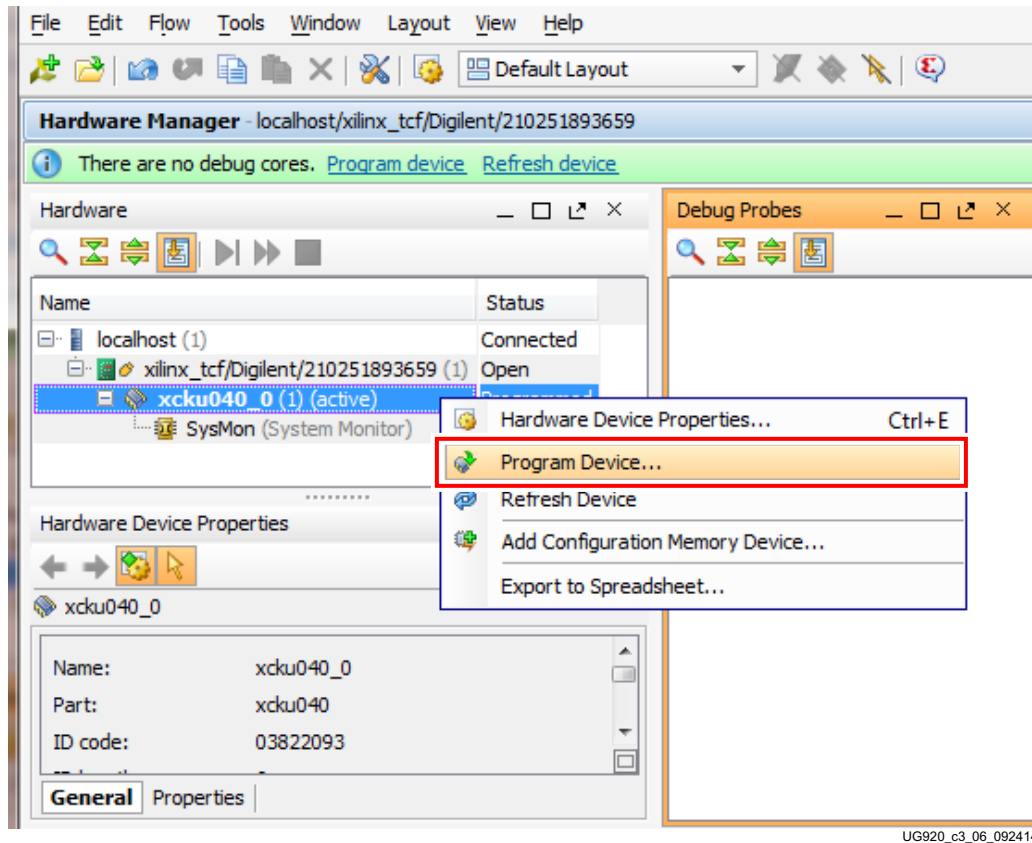 File Edit Flow Tools Window Layout View Help
Default Layout
Hardware Manager - localhost/xilinx_tcf/Digilent/210251893659
There are no debug cores. Program device Refresh device
Hardware
Debug Probes
Name Status
localhost (1) Connected
xilinx_tcf/Digilent/210251893659 (1) Open
xcku040_0 (1) (active)
SysMon (System Monitor)
Hardware Device Properties... Ctrl+E
Program Device...
Refresh Device
Add Configuration Memory Device...
Export to Spreadsheet...
Hardware Device Properties
xcku040_0
Name: xcku040_0
Part: xcku040
ID code: 03822093
General Properties
UG920_c3_06_092414